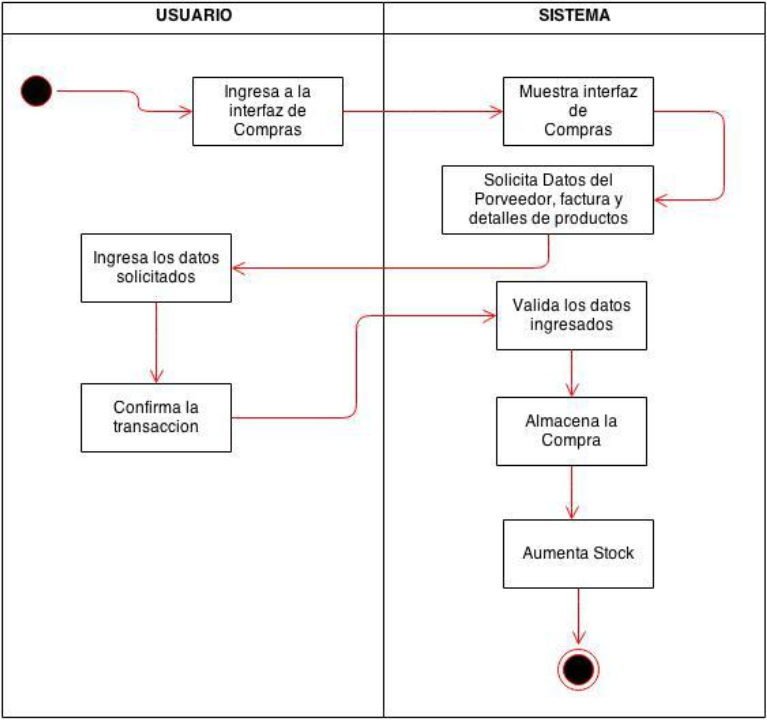 USUARIO
SISTEMA
Ingresa a la
interfaz de
Compras
Muestra interfaz
de
Compras
Solicita Datos del
Porveedor, factura y
detalles de productos
Ingresa los datos
solicitados
Valida los datos
ingresados
Confirma la
transaccion
Almacena la
Compra
Aumenta Stock